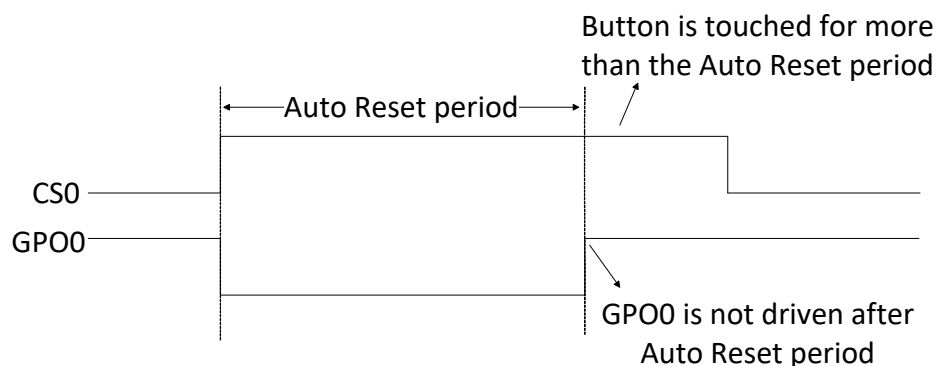 Button is touched for more
than the Auto Reset period
Auto Reset period
CS0
GPO0
GPO0 is not driven after
Auto Reset period